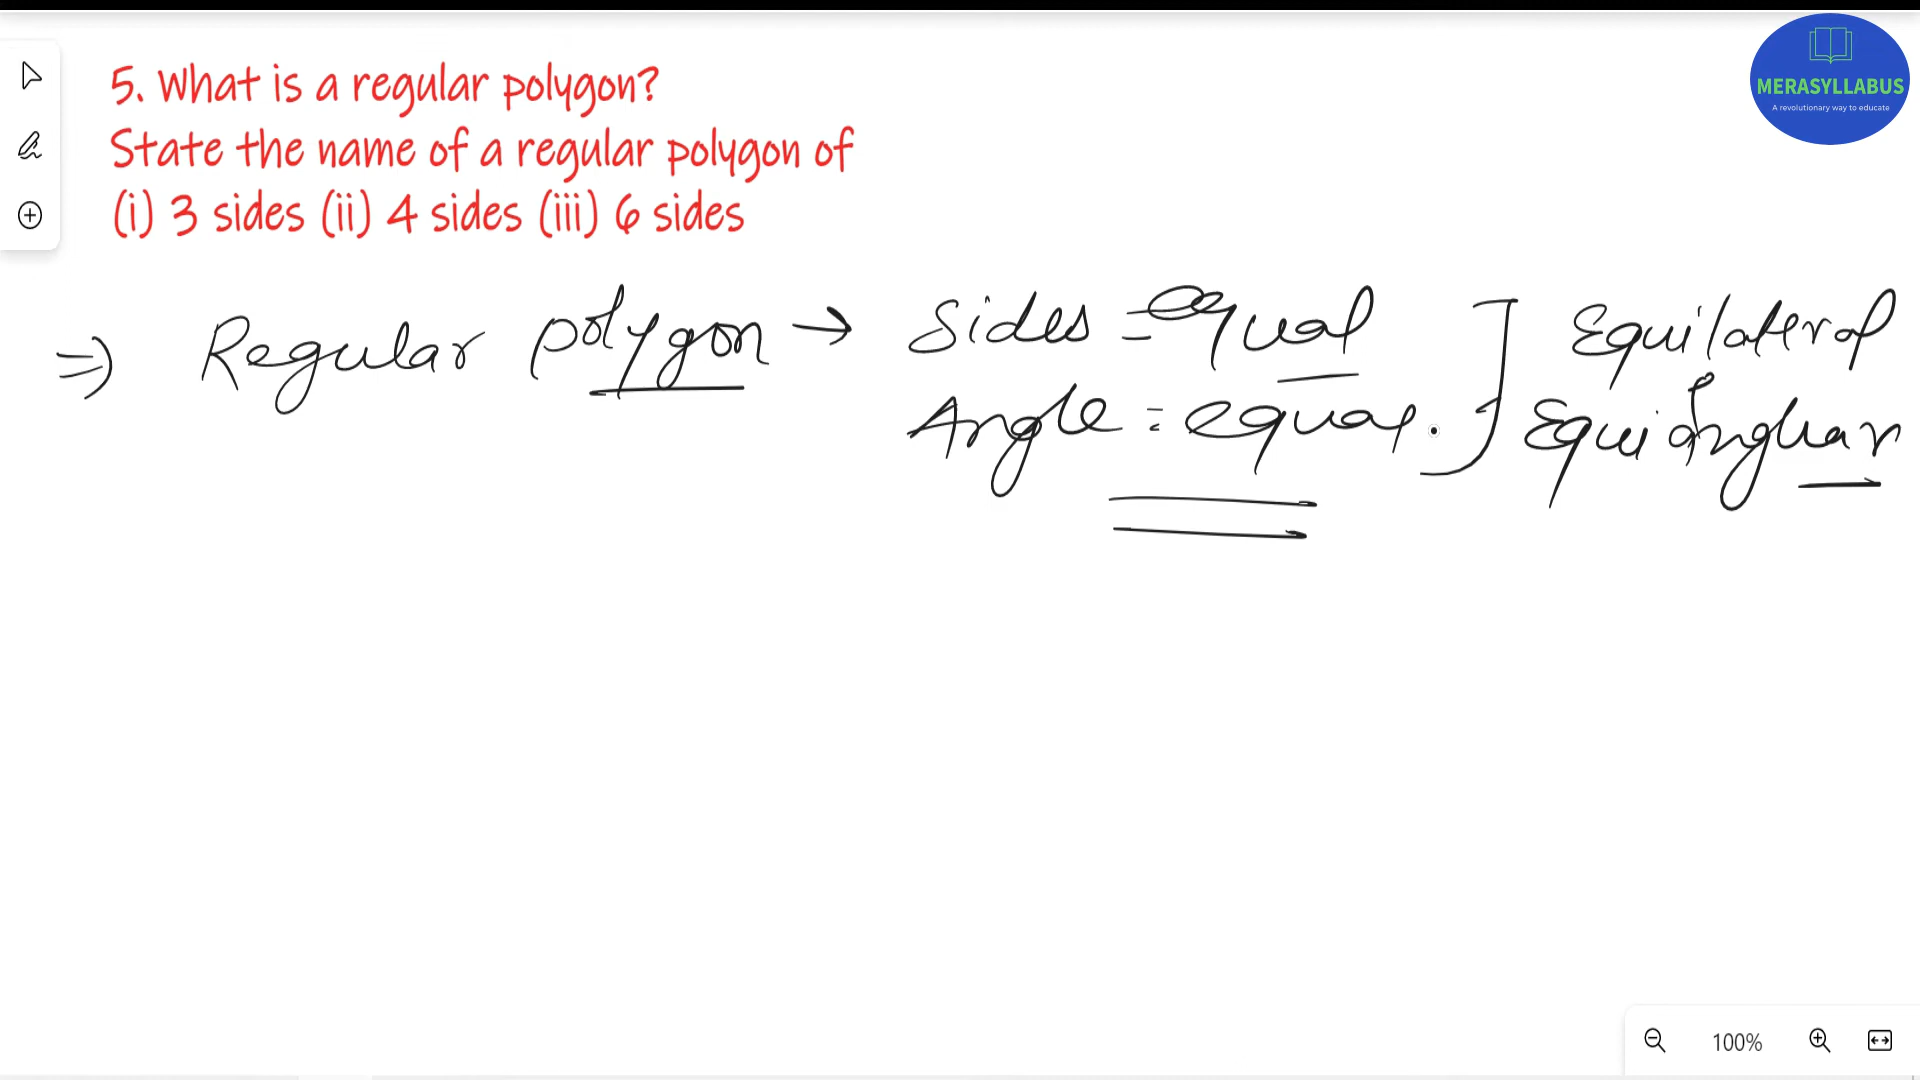 MERASYLLABUS
A revolutionary way to educate
5. What is a regular polygon?
State the name of a regular polygon of
(i) 3 sides (ii) 4 sides (iii) 6 sides
⇒ Regular polygon → Sides = equal ] Equilateral
Angle = equal. Equiangular
100%